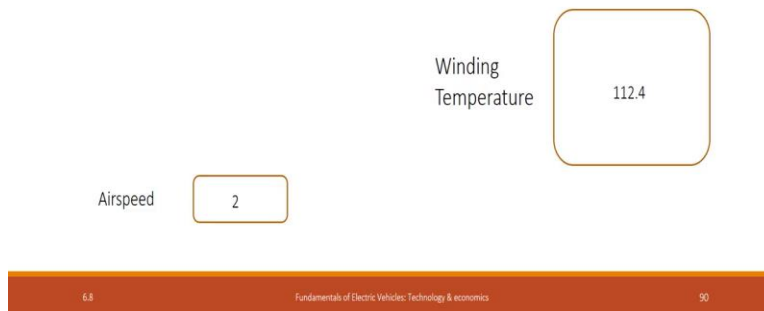 Winding
Temperature
112.4
Airspeed
2
6.8
Fundamentals of Electric Vehicles: Technology & economics
90